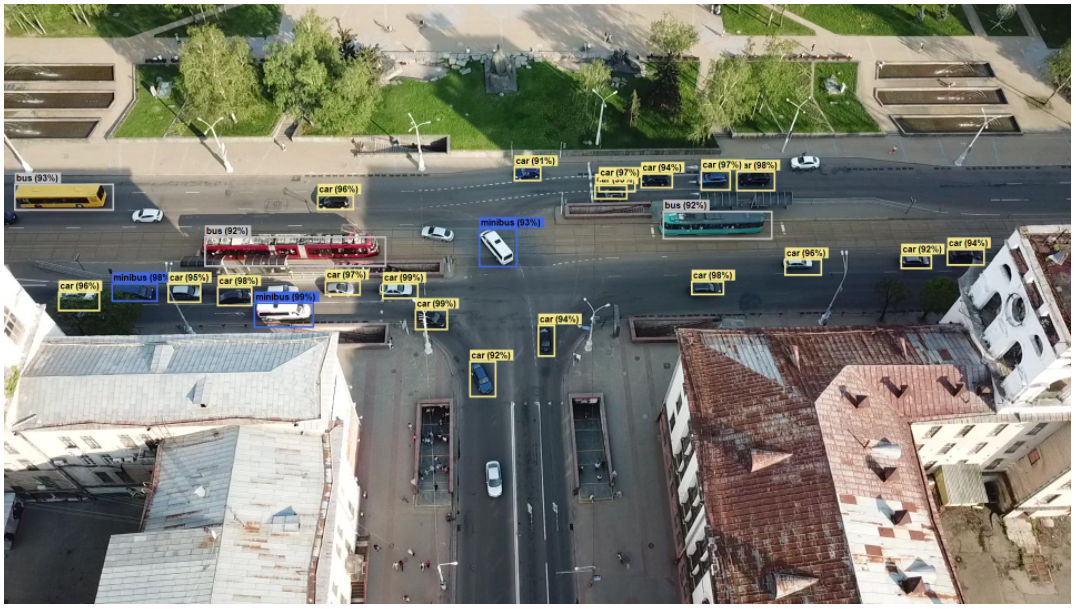 car (91%)
car (97%)
car (94%)
car (97%)
ar (98%)
bus (93%)
car (96%)
bus (92%)
minibus (93%)
bus (92%)
car (92%)
car (94%)
car (96%)
minibus (98%
car (95%)
car (98%)
car (97%)
car (99%)
car (98%)
car (96%)
minibus (99%)
car (99%)
car (94%)
car (92%)